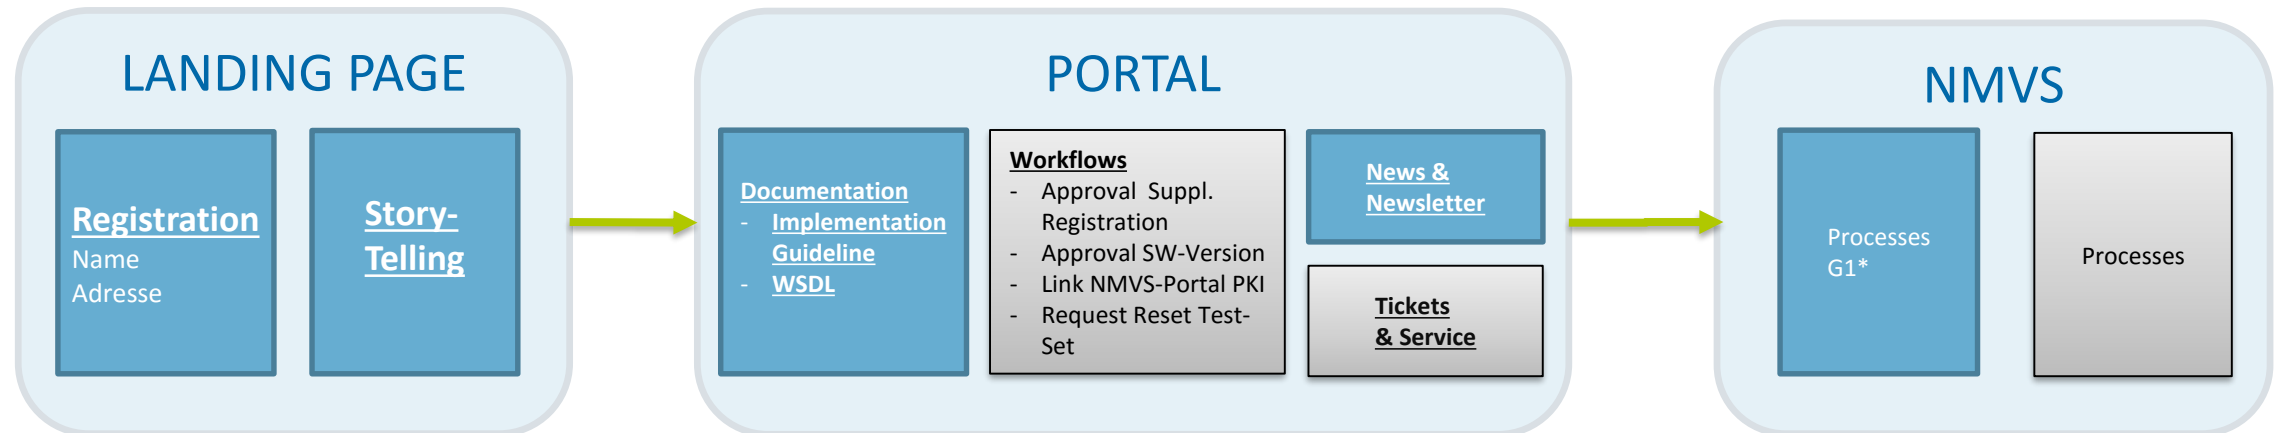 LANDING PAGE
Registration
Name
Adresse
Story-
Telling
PORTAL
Documentation
- Implementation
Guideline
- WSDL
Workflows
- Approval Suppl.
Registration
- Approval SW-Version
- Link NMVS-Portal PKI
- Request Reset Test-
Set
News &
Newsletter
Tickets
& Service
NMVS
Processes
G1*
Processes